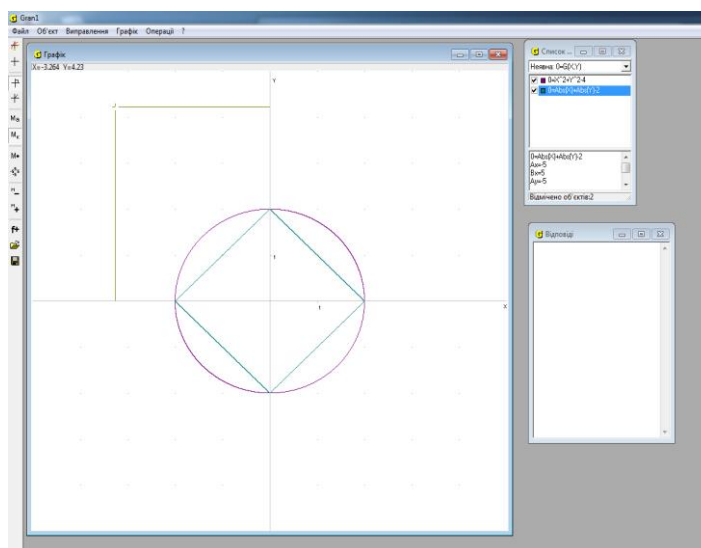 Gran1
Файл Об'єкт Виправлення Графік Операції ?
Графік
X=-3.264 Y=4.23
Y
1
1
X
Список ...
Неявна: 0=G(X,Y)
0=X^2+Y^2-4
0=Abs(X)+Abs(Y)-2
0=Abs(X)+Abs(Y)-2
Ax=-5
Bx=5
Ay=-5
Відмічено об'єктів:2
Відповіді